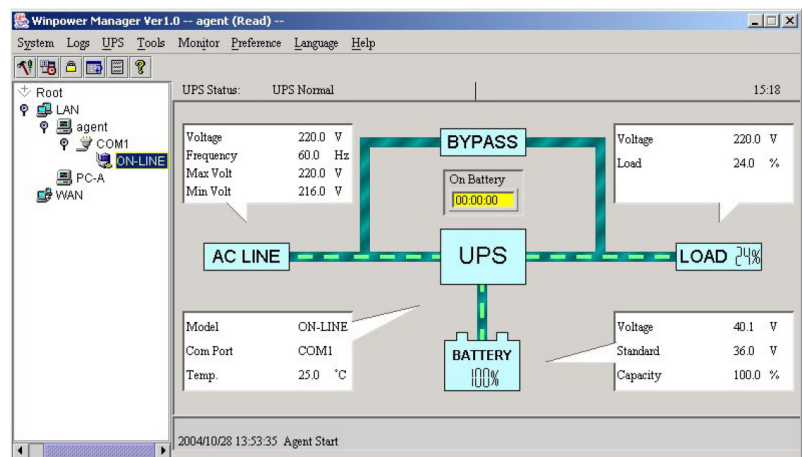 Winpower Manager Ver1.0 -- agent (Read) --
System Logs UPS Tools Monitor Preference Language Help
Root
LAN
agent
COM1
ON-LINE
PC-A
WAN
UPS Status: UPS Normal 15:18
Voltage 220.0 V
Frequency 60.0 Hz
Max Volt 220.0 V
Min Volt 216.0 V
BYPASS
On Battery
00:00:00
Voltage 220.0 V
Load 24.0 %
AC LINE
UPS
LOAD 24%
Model ON-LINE
Com Port COM1
Temp. 25.0 °C
BATTERY
100%
Voltage 40.1 V
Standard 36.0 V
Capacity 100.0 %
2004/10/28 13:53:35 Agent Start